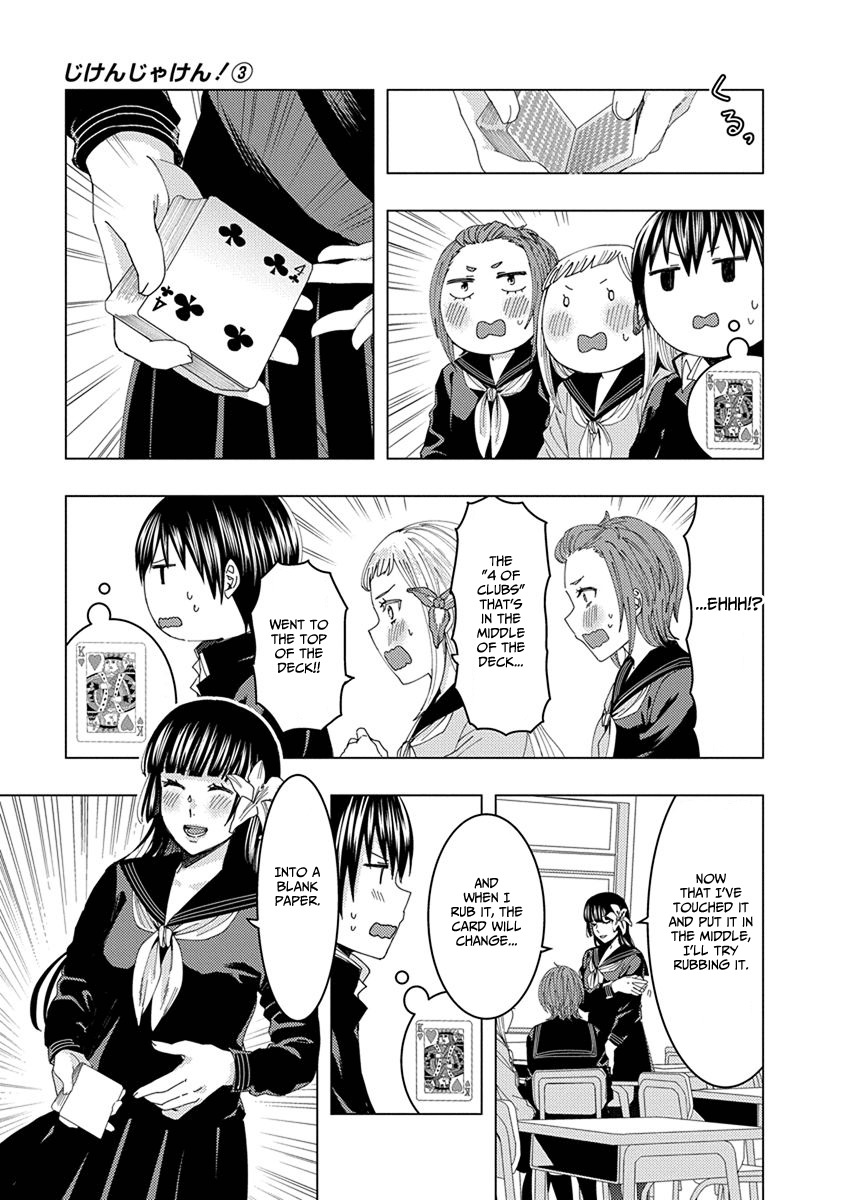 じけんじゃけん！③
くるっ
4
4
K
K
...EHHH!?
THE
"4 OF
CLUBS"
THAT'S
IN THE
MIDDLE
OF THE
DECK...
WENT TO
THE TOP
OF THE
DECK!!
K
K
NOW
THAT I'VE
TOUCHED IT
AND PUT IT IN
THE MIDDLE,
I'LL TRY
RUBBING IT.
AND
WHEN I
RUB IT, THE
CARD WILL
CHANGE...
K
K
INTO A
BLANK
PAPER.